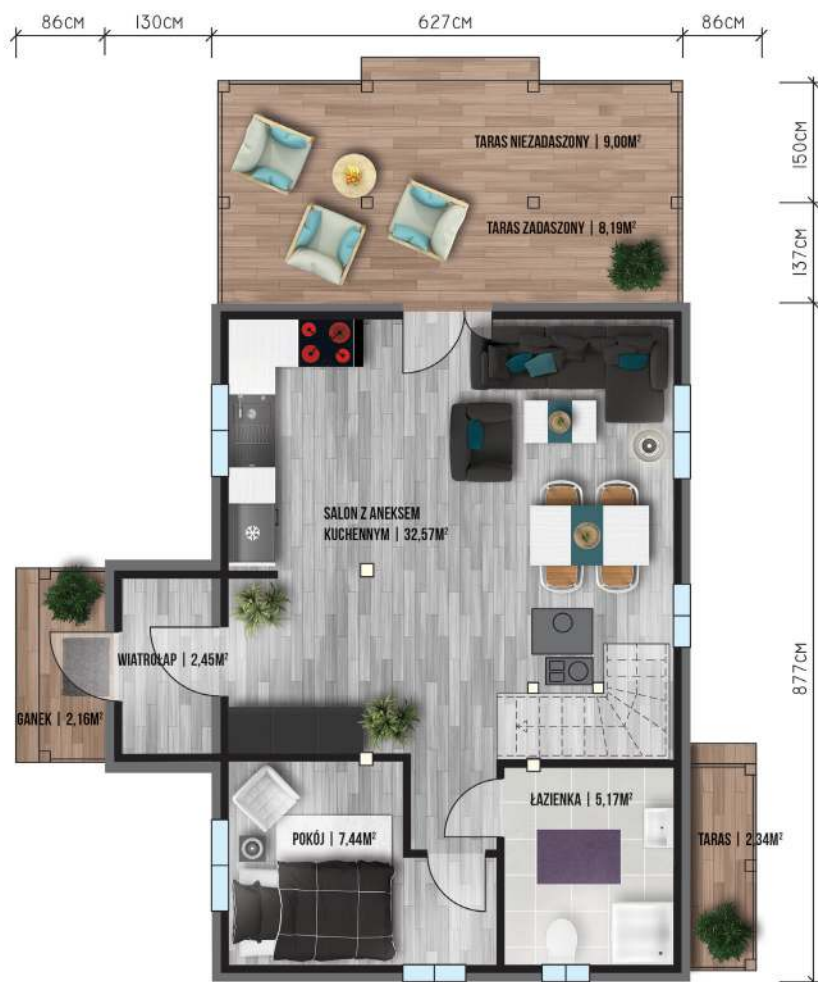 86CM 130CM 627CM 86CM
TARAS NIEZADASZONY | 9,00M²
150CM
TARAS ZADASZONY | 8,19M²
137CM
SALON Z ANEKSEM
KUCHENNYM | 32,57M²
WIATROŁAP | 2,45M²
877CM
GANEK | 2,16M²
ŁAZIENKA | 5,17M²
POKÓJ | 7,44M²
TARAS | 2,34M²